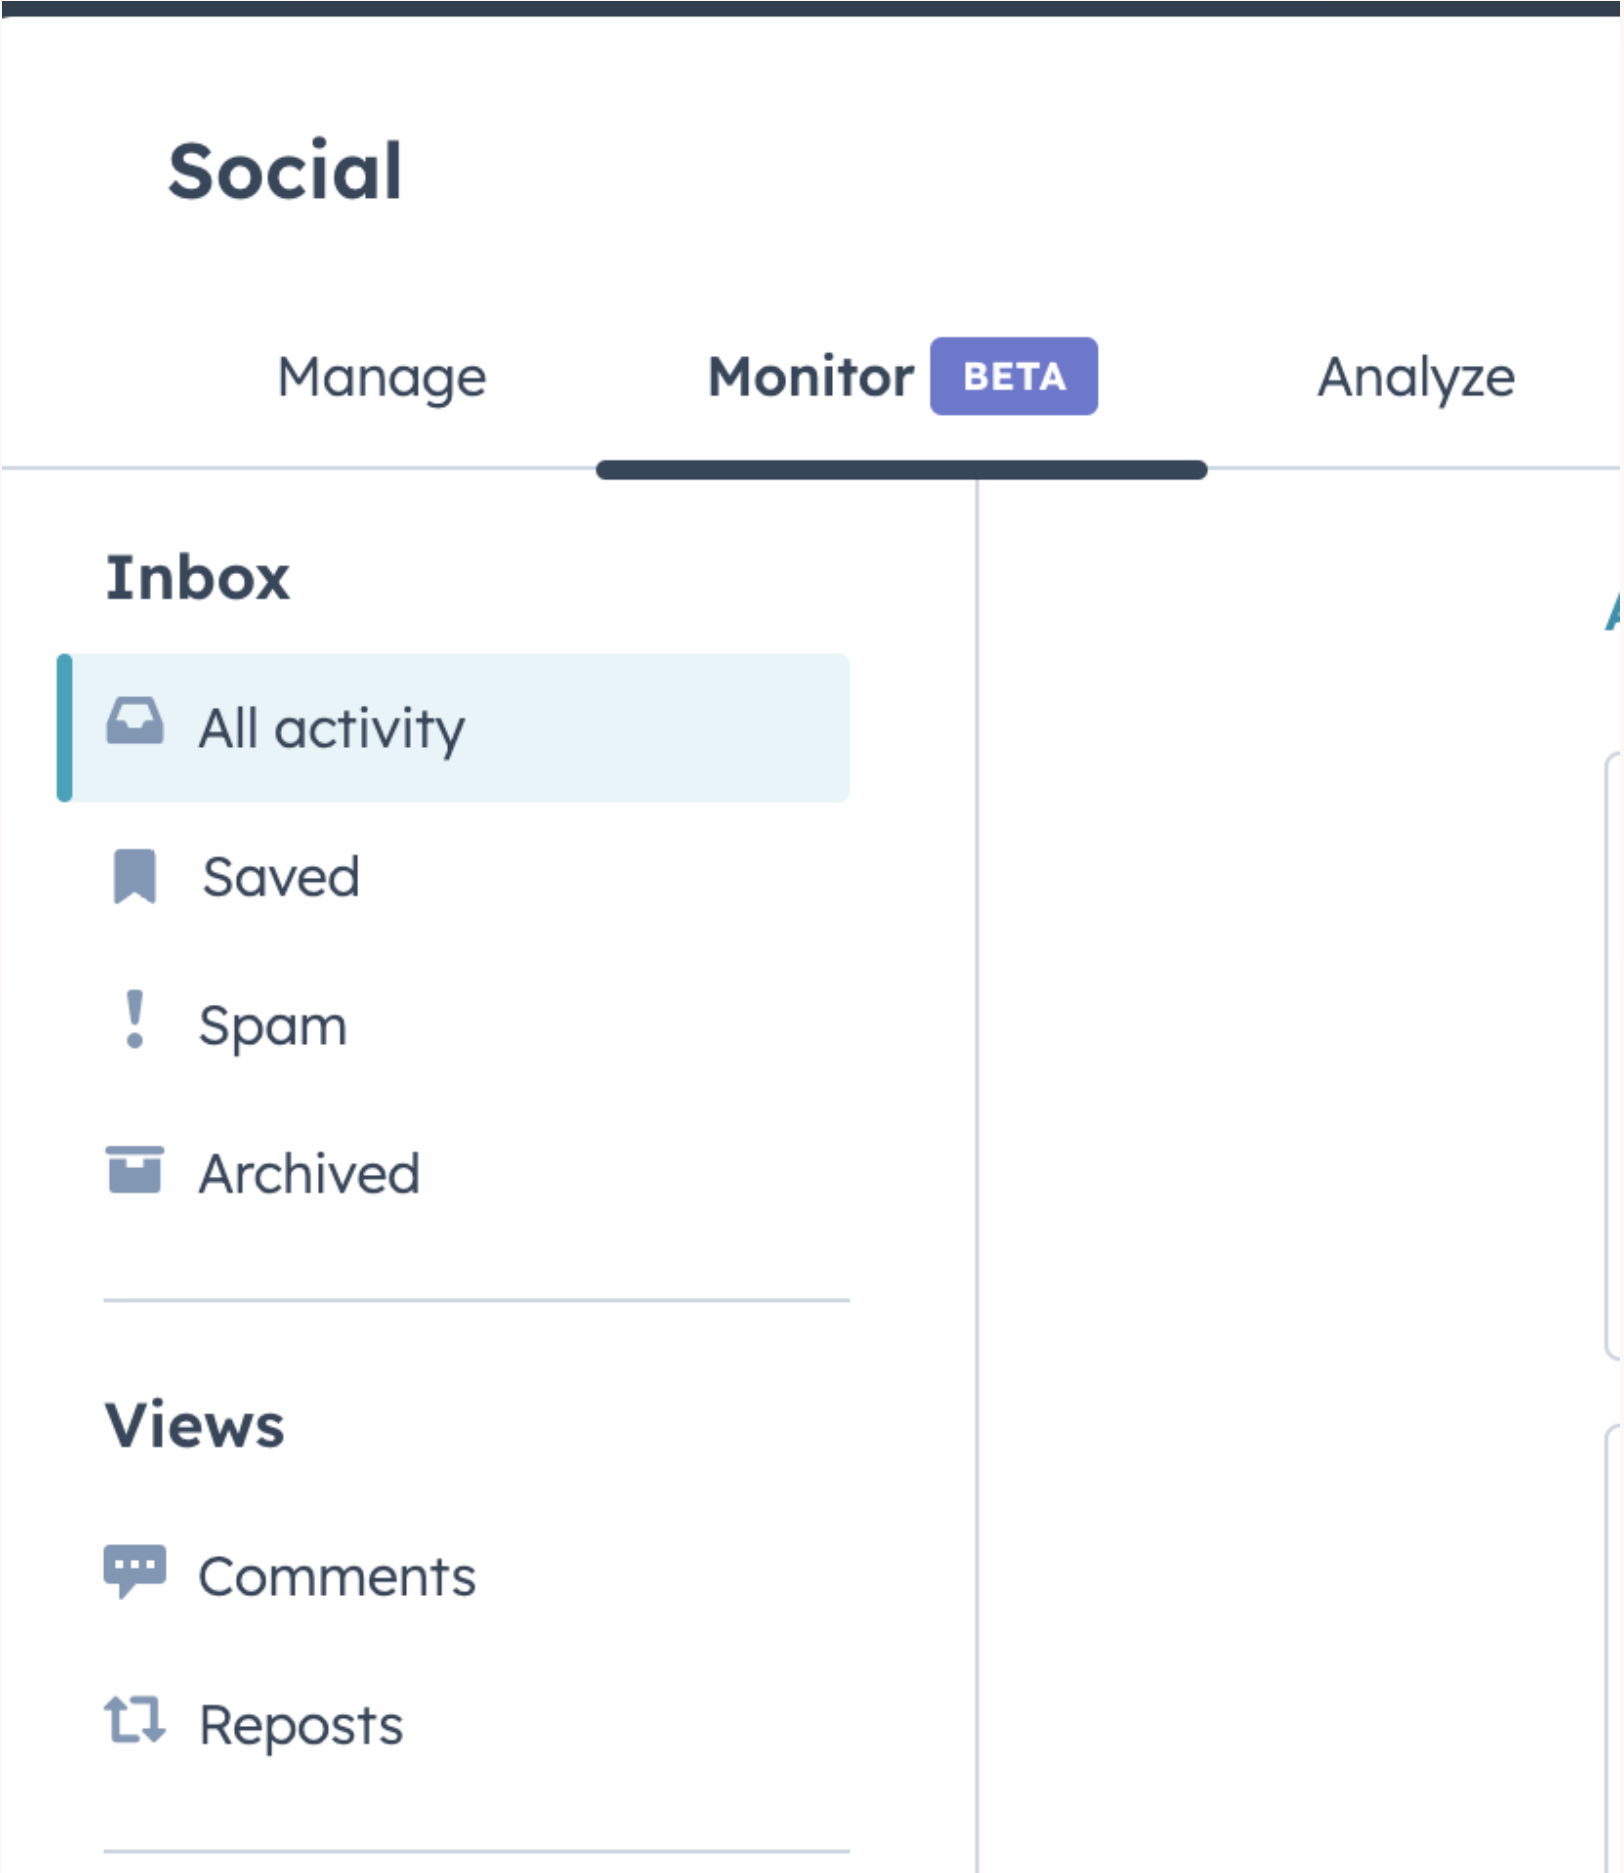 Social
Manage Monitor BETA Analyze
Inbox
All activity
Saved
Spam
Archived
Views
Comments
Reposts